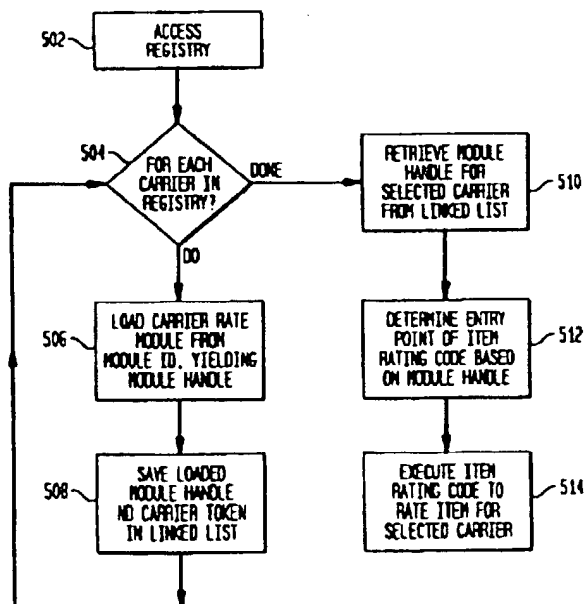 502
ACCESS
REGISTRY
504
FOR EACH
CARRIER IN
REGISTRY?
DONE
DO
506
LOAD CARRIER RATE
MODULE FROM
MODULE ID, YIELDING
MODULE HANDLE
508
SAVE LOADED
MODULE HANDLE
ND CARRIER TOKEN
IN LINKED LIST
RETRIEVE MODULE
HANDLE FOR
SELECTED CARRIER
FROM LINKED LIST
510
DETERMINE ENTRY
POINT OF ITEM
RATING CODE BASED
ON MODULE HANDLE
512
EXECUTE ITEM
RATING CODE TO
RATE ITEM FOR
SELECTED CARRIER
514